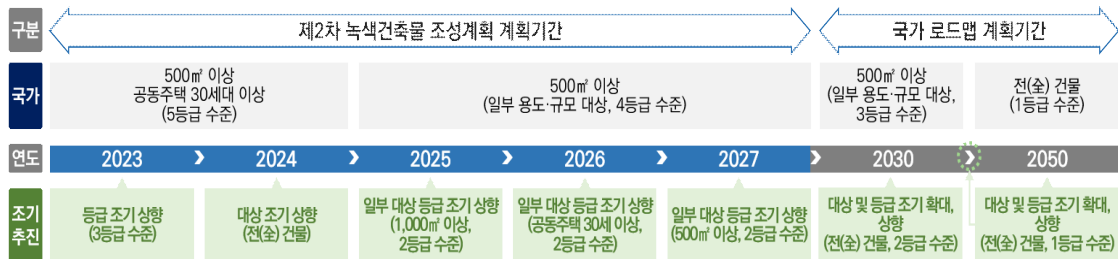 구분
제2차 녹색건축물 조성계획 계획기간
국가 로드맵 계획기간
국가
500㎡ 이상
공동주택 30세대 이상
(5등급 수준)
500㎡ 이상
(일부 용도·규모 대상, 4등급 수준)
500㎡ 이상
(일부 용도·규모 대상,
3등급 수준)
전(全) 건물
(1등급 수준)
연도
2023
2024
2025
2026
2027
2030
2050
조기
추진
등급 조기 상향
(3등급 수준)
대상 조기 상향
(전(全) 건물)
일부 대상 등급 조기 상향
(1,000㎡ 이상,
2등급 수준)
일부 대상 등급 조기 상향
(공동주택 30세 이상,
2등급 수준)
일부 대상 등급 조기 상향
(500㎡ 이상, 2등급 수준)
대상 및 등급 조기 확대,
상향
(전(全) 건물, 2등급 수준)
대상 및 등급 조기 확대,
상향
(전(全) 건물, 1등급 수준)